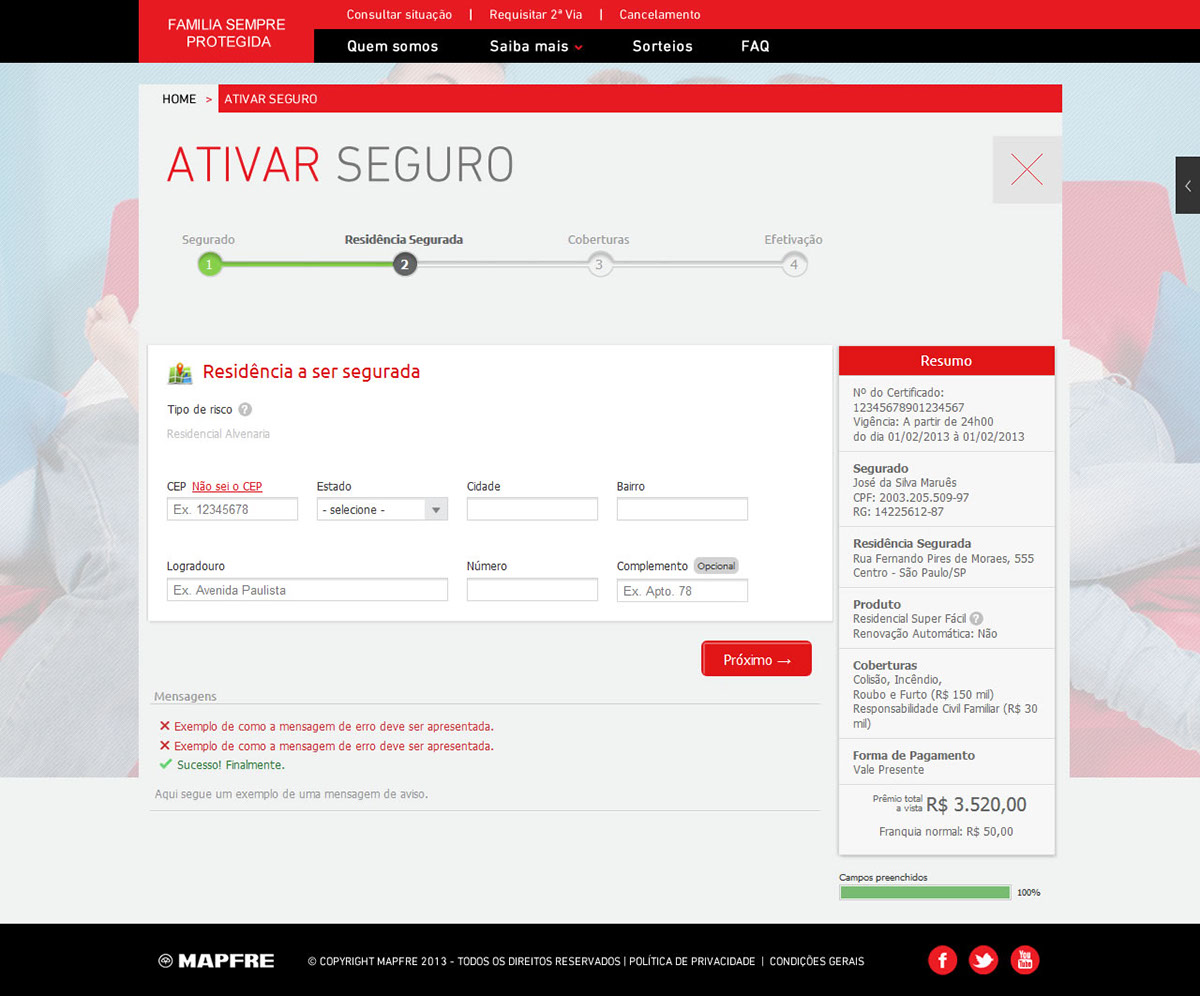 FAMILIA SEMPRE
PROTEGIDA
Consultar situação | Requisitar 2ª Via | Cancelamento
Quem somos Saiba mais Sorteios FAQ
HOME > ATIVAR SEGURO
ATIVAR SEGURO
Segurado Residência Segurada Coberturas Efetivação
1 2 3 4
Residência a ser segurada
Tipo de risco ?
Residencial Alvenaria
CEP Não sei o CEP Estado Cidade Bairro
Ex. 12345678 - selecione -
Logradouro Número Complemento Opcional
Ex. Avenida Paulista Ex. Apto. 78
Próximo →
Mensagens
Exemplo de como a mensagem de erro deve ser apresentada.
Exemplo de como a mensagem de erro deve ser apresentada.
Sucesso! Finalmente.
Aqui segue um exemplo de uma mensagem de aviso.
Resumo
Nº do Certificado:
12345678901234567
Vigência: A partir de 24h00
do dia 01/02/2013 à 01/02/2013
Segurado
José da Silva Maruês
CPF: 2003.205.509-97
RG: 14225612-87
Residência Segurada
Rua Fernando Pires de Moraes, 555
Centro - São Paulo/SP
Produto
Residencial Super Fácil ?
Renovação Automática: Não
Coberturas
Colisão, Incêndio,
Roubo e Furto (R$ 150 mil)
Responsabilidade Civil Familiar (R$ 30
mil)
Forma de Pagamento
Vale Presente
Prêmio total
a vista R$ 3.520,00
Franquia normal: R$ 50,00
Campos preenchidos
100%
MAPFRE © COPYRIGHT MAPFRE 2013 - TODOS OS DIREITOS RESERVADOS | POLÍTICA DE PRIVACIDADE | CONDIÇÕES GERAIS
You
Tube